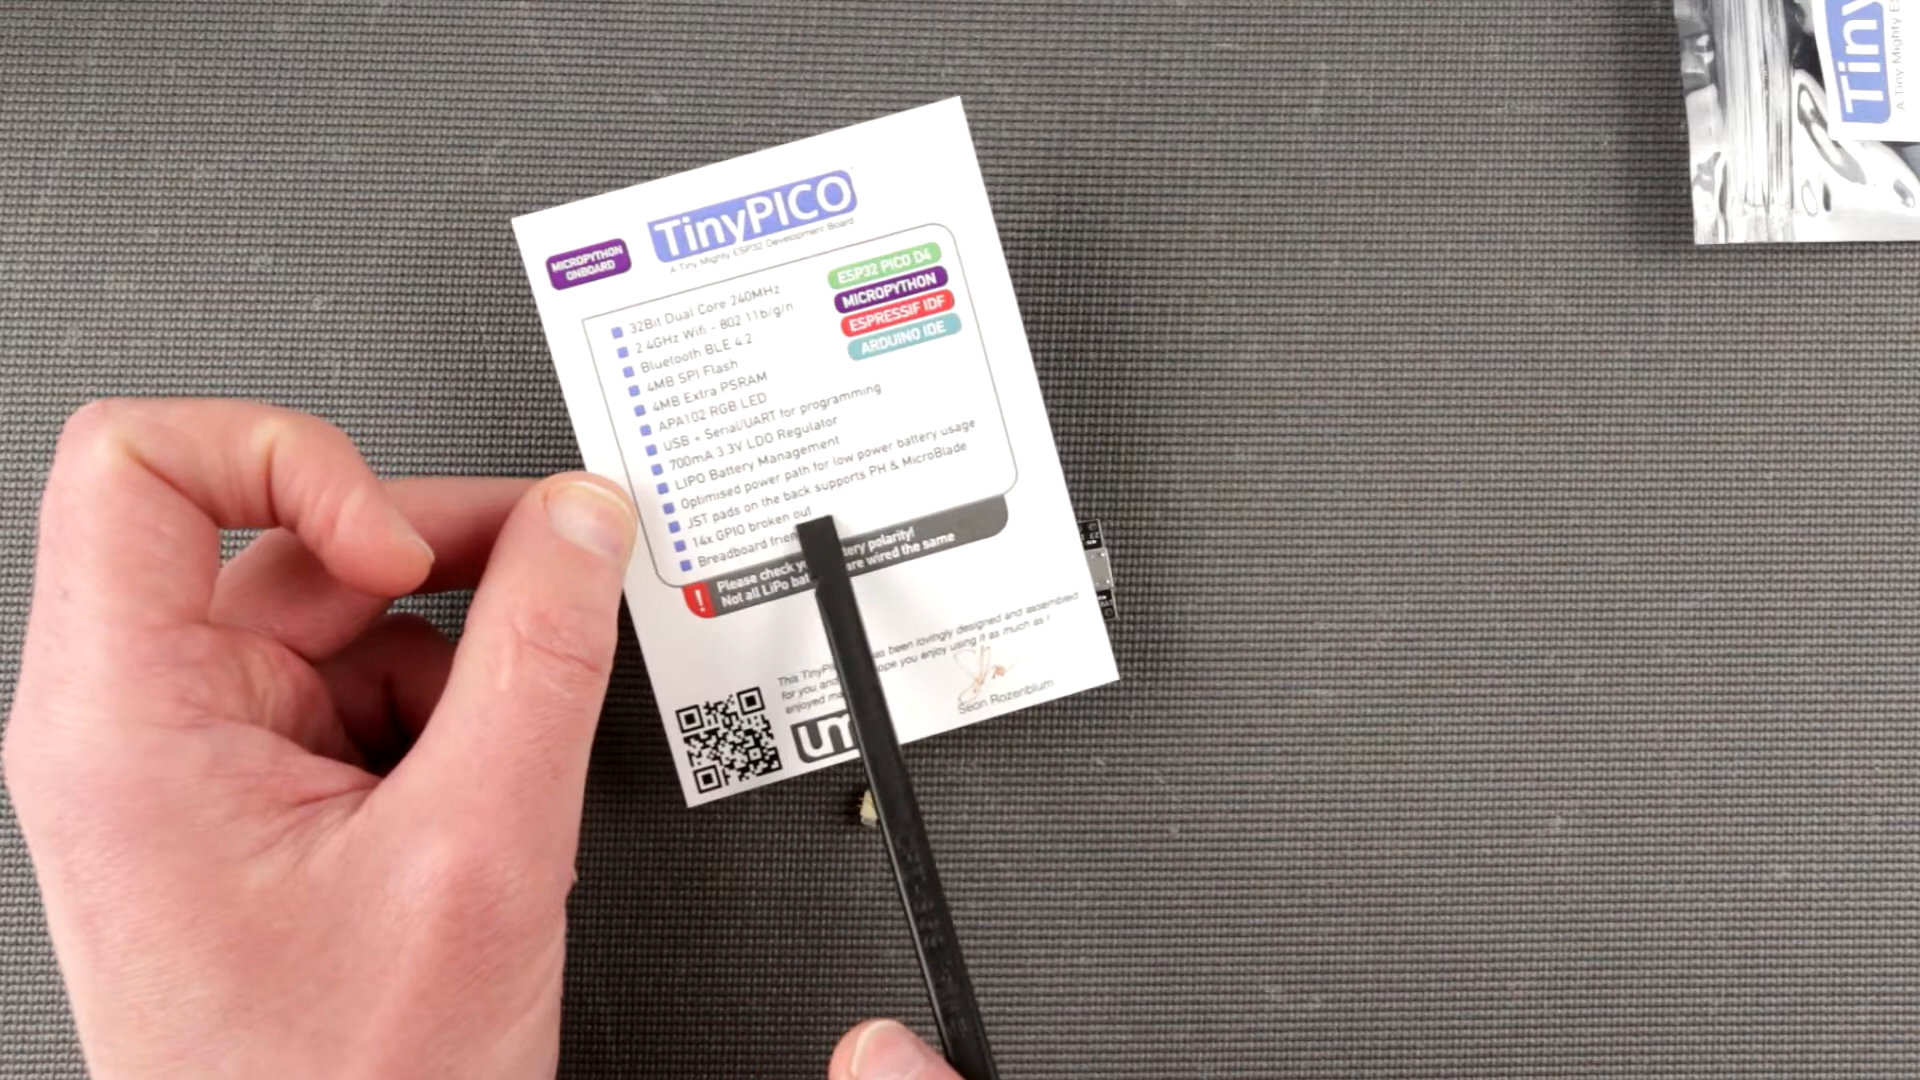 TinyPICO
A Tiny Mighty ESP32 Development Board
MICROPYTHON
ONBOARD
ESP32 PICO D4
MICROPYTHON
ESPRESSIF IDF
ARDUINO IDE
32Bit Dual Core 240MHz
2.4GHz Wifi - 802.11b/g/n
Bluetooth BLE 4.2
4MB SPI Flash
4MB Extra PSRAM
APA102 RGB LED
USB + Serial/UART for programming
700mA 3.3V LDO Regulator
LIPO Battery Management
Optimised power path for low power battery usage
JST pads on the back supports PH & MicroBlade
14x GPIO broken out
Breadboard
! Please check polarity!
Not all LiPo are wired the same
This been lovingly designed and assembled
for you and you enjoy using it as much as I
enjoyed
Seon Rozenblum
um
Tiny
A Tiny Mighty